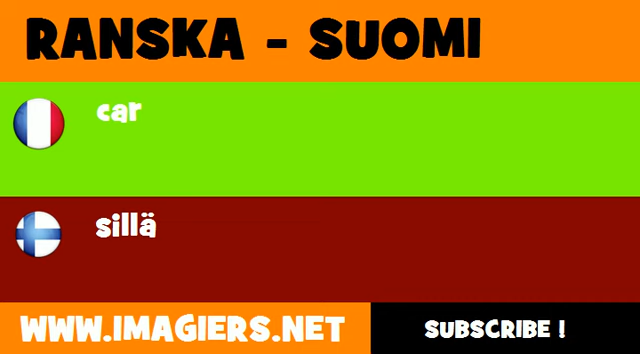 RANSKA - SUOMI
car
sillä
WWW.IMAGIERS.NET
SUBSCRIBE !